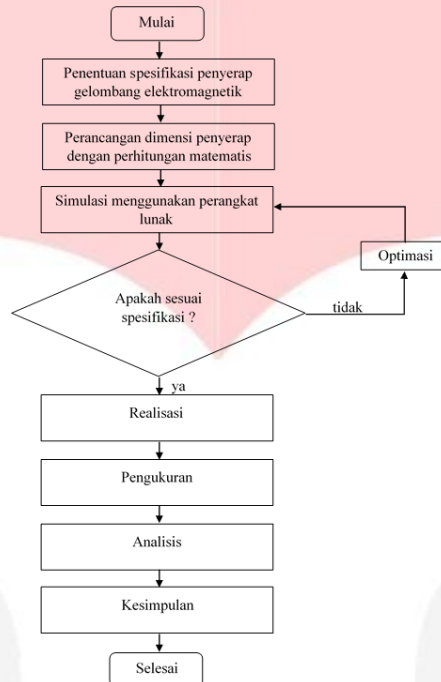 Mulai
Penentuan spesifikasi penyerap
gelombang elektromagnetik
Perancangan dimensi penyerap
dengan perhitungan matematis
Simulasi menggunakan perangkat
lunak
Optimasi
Apakah sesuai
spesifikasi ?
tidak
ya
Realisasi
Pengukuran
Analisis
Kesimpulan
Selesai